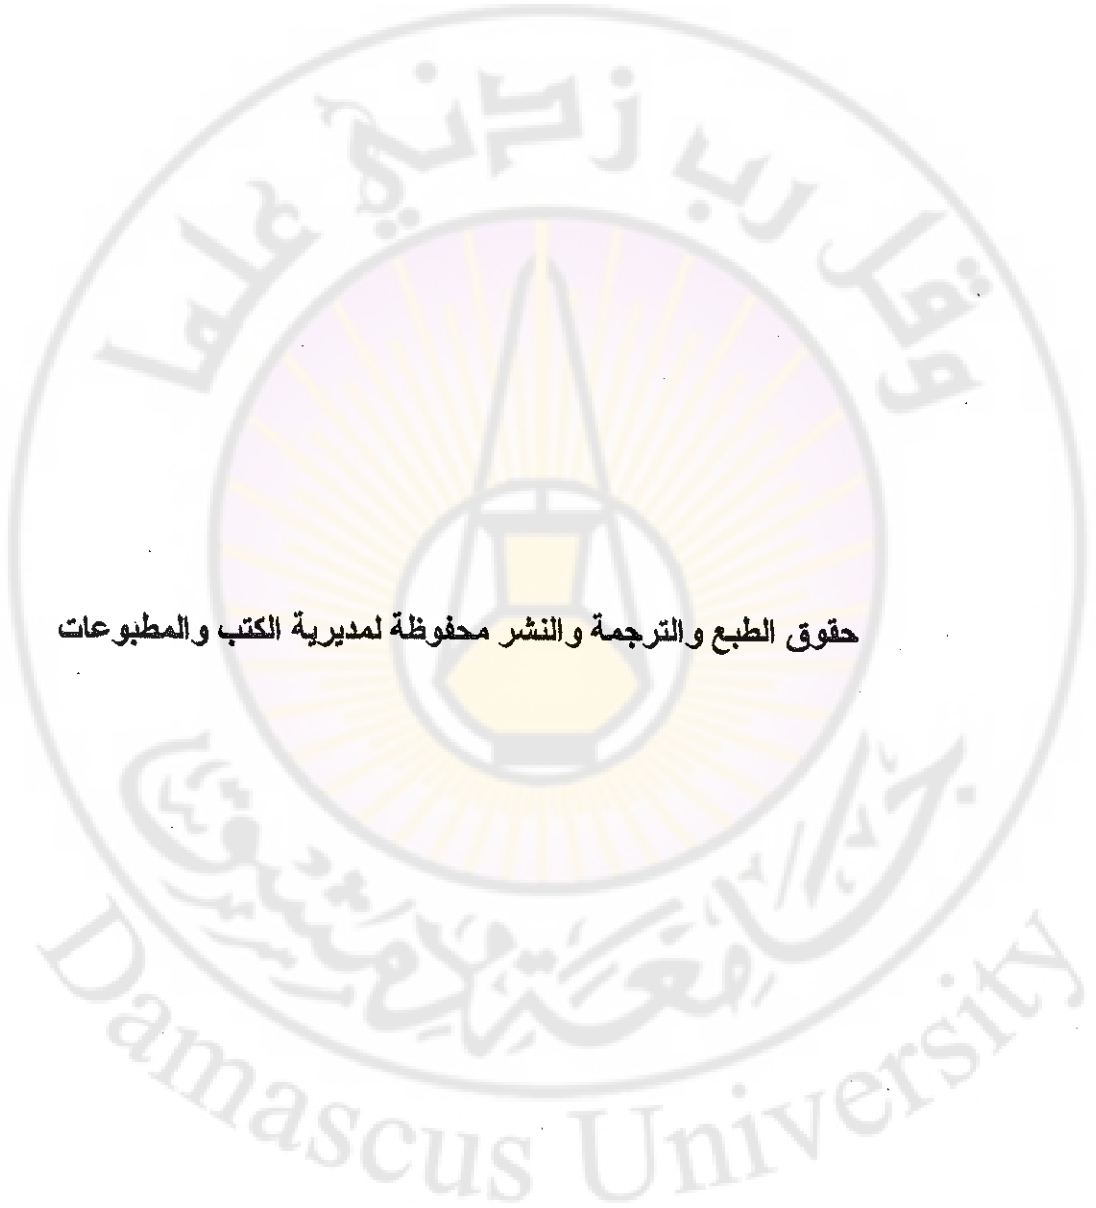 وقل رب زدني علما
حقوق الطبع والترجمة والنشر محفوظة لمديرية الكتب والمطبوعات
جامعة دمشق
Damascus University